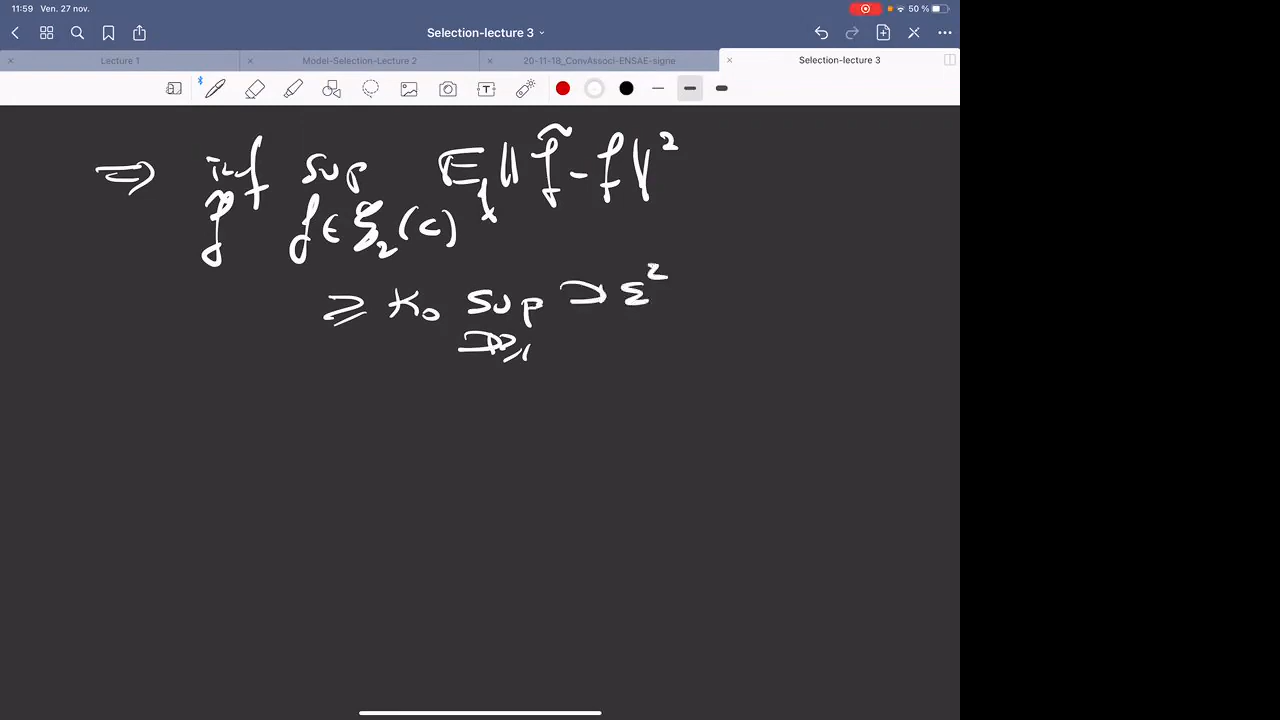 11:59 Ven. 27 nov. 50 %
Selection-lecture 3
Lecture 1 Model-Selection-Lecture 2 20-11-18_ConvAssoci-ENSAE-signe Selection-lecture 3
⇒ inf sup E_f ‖f̃ - f‖²
f̃ f ∈ ℰ₂(c)
≥ K₀ sup D ε²
D≥1